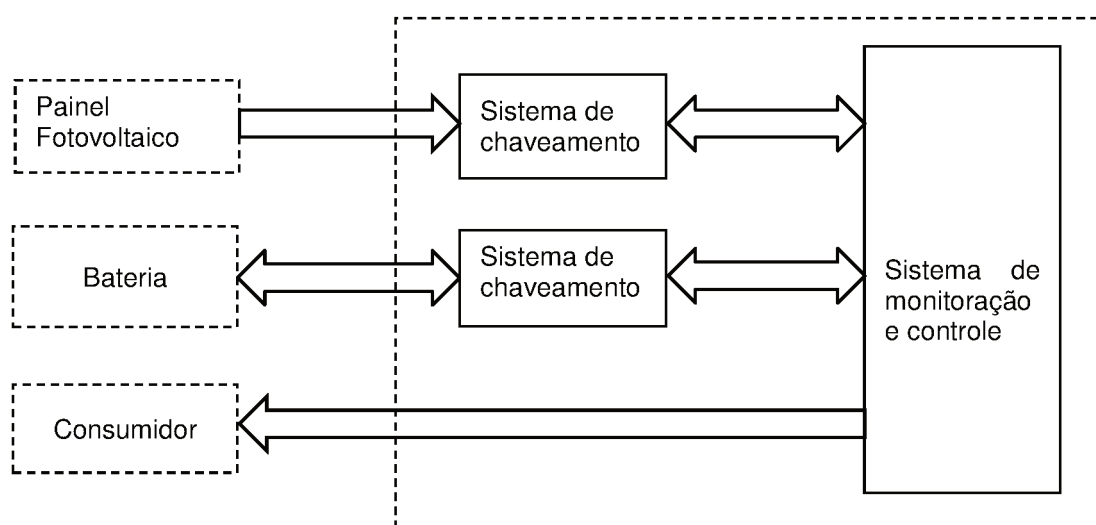 Painel
Fotovoltaico
Sistema de
chaveamento
Bateria
Sistema de
chaveamento
Sistema de
monitoração
e controle
Consumidor